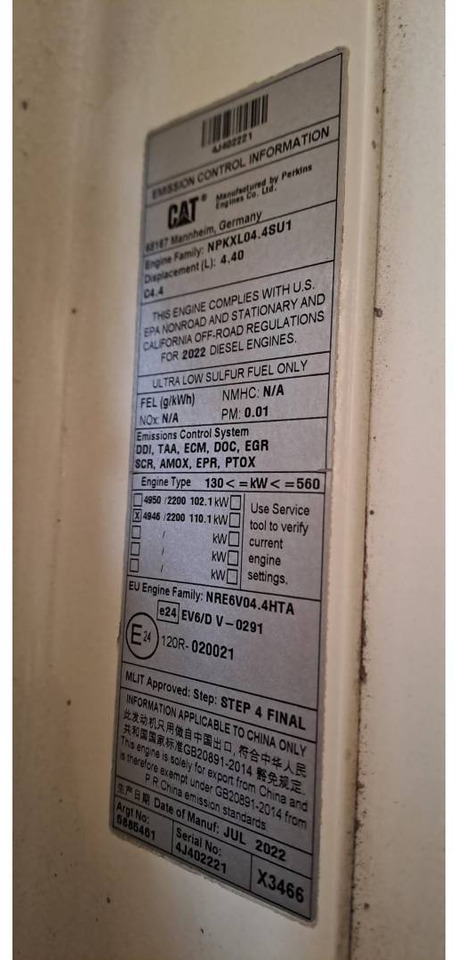 4J402221
EMISSION CONTROL INFORMATION
CAT® Manufactured by Perkins
Engines Co. Ltd.
68167 Mannheim, Germany
Engine Family: NPKXL04.4SU1
Displacement (L): 4.40
C4.4
THIS ENGINE COMPLIES WITH U.S.
EPA NONROAD AND STATIONARY AND
CALIFORNIA OFF-ROAD REGULATIONS
FOR 2022 DIESEL ENGINES.
ULTRA LOW SULFUR FUEL ONLY
FEL (g/kWh) NMHC: N/A
NOx: N/A PM: 0.01
Emissions Control System
DDI, TAA, ECM, DOC, EGR
SCR, AMOX, EPR, PTOX
Engine Type 130 < =kW < =560
4950 /2200 102.1 kW
X 4946 /2200 110.1 kW
/ kW
/ kW
/ kW
Use Service
tool to verify
current
engine
settings.
EU Engine Family: NRE6V04.4HTA
e24 EV6/D V-0291
E24 120R- 020021
MLIT Approved: Step: STEP 4 FINAL
INFORMATION APPLICABLE TO CHINA ONLY
此发动机只用做自中国出口, 符合中华人民
共和国国家标准GB20891-2014 豁免规定.
This engine is solely for export from China and
is therefore exempt under GB20891-2014 from
P.R.China emission standards
生产日期 Date of Manuf: JUL 2022
Argt No:
Serial No:
4J402221
X3466